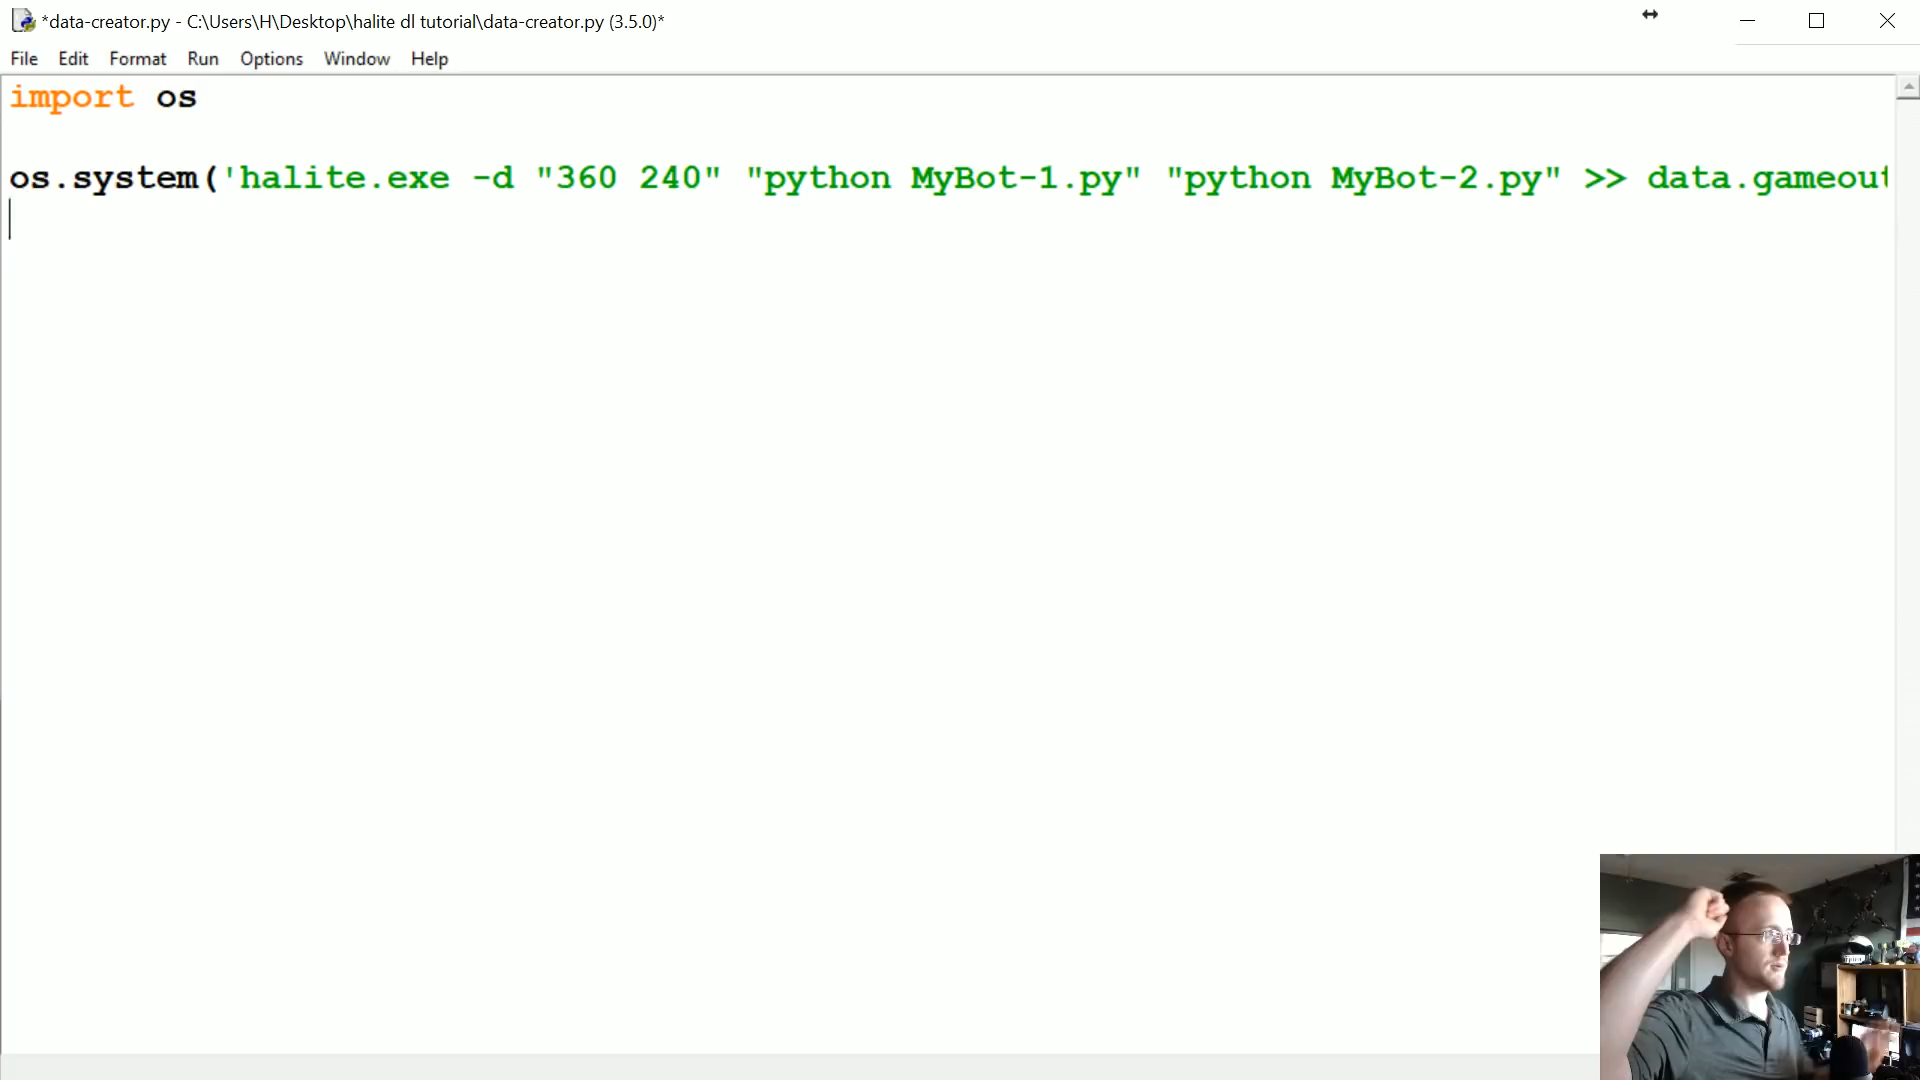 *data-creator.py - C:\Users\H\Desktop\halite dl tutorial\data-creator.py (3.5.0)*
File Edit Format Run Options Window Help
import os
os.system('halite.exe -d "360 240" "python MyBot-1.py" "python MyBot-2.py" >> data.gameout